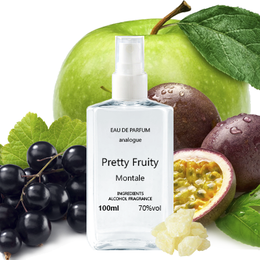 EAU DE PARFUM
analogue
Pretty Fruity
Montale
INGREDIENTS
ALCOHOL FRAGRANCE
100ml 70%vol